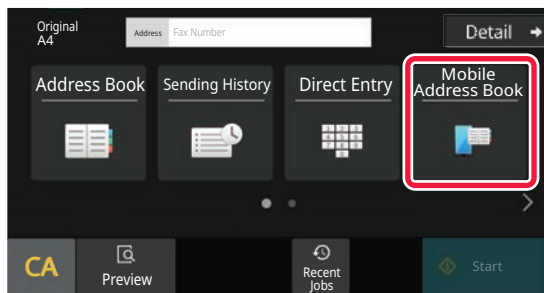 Original
A4
Address
Fax Number
Detail
Address Book
Sending History
Direct Entry
Mobile
Address Book
CA
Preview
Recent
Jobs
Start